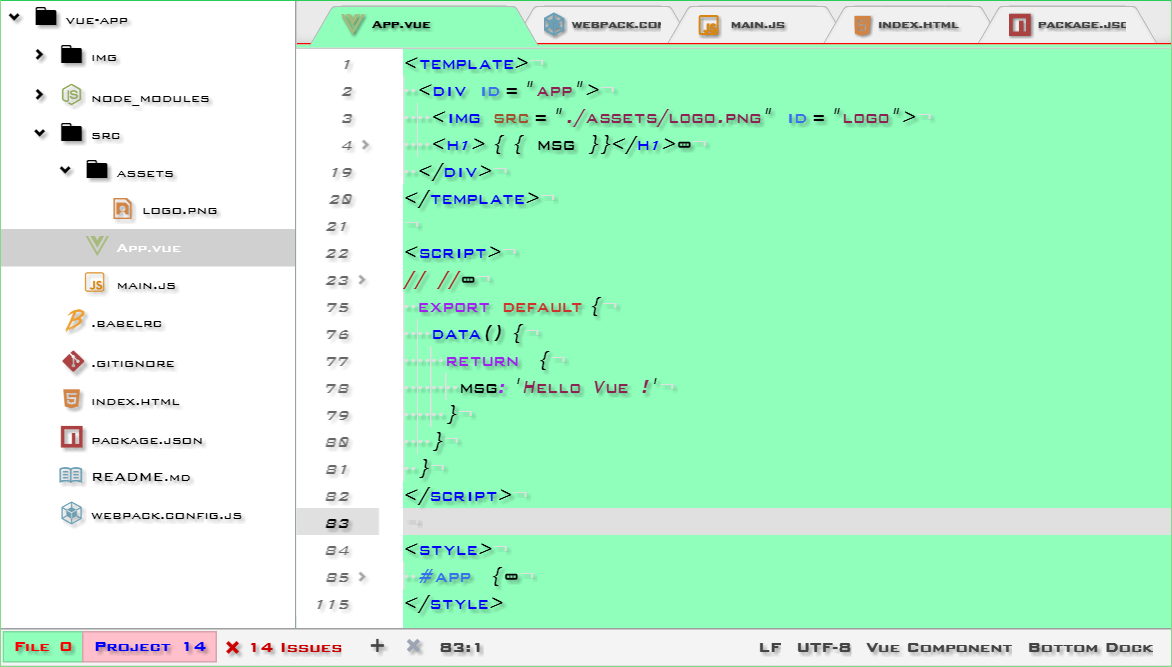 vue-app
img
node_modules
src
assets
logo.png
App.vue
main.js
.babelrc
.gitignore
index.html
package.json
README.md
webpack.config.js
App.vue
webpack.co
main.js
index.html
package.js
1 <template>
2 <div id="app">
3 <img src="./assets/logo.png" id="logo">
4 <h1> { { msg }}</h1>
19 </div>
20 </template>
21
22 <script>
23 // //
75 export default {
76 data() {
77 return {
78 msg: 'Hello Vue !'
79 }
80 }
81 }
82 </script>
83
84 <style>
85 #app {
115 </style>
File 0 Project 14 14 Issues + 83:1 LF UTF-8 Vue Component Bottom Dock